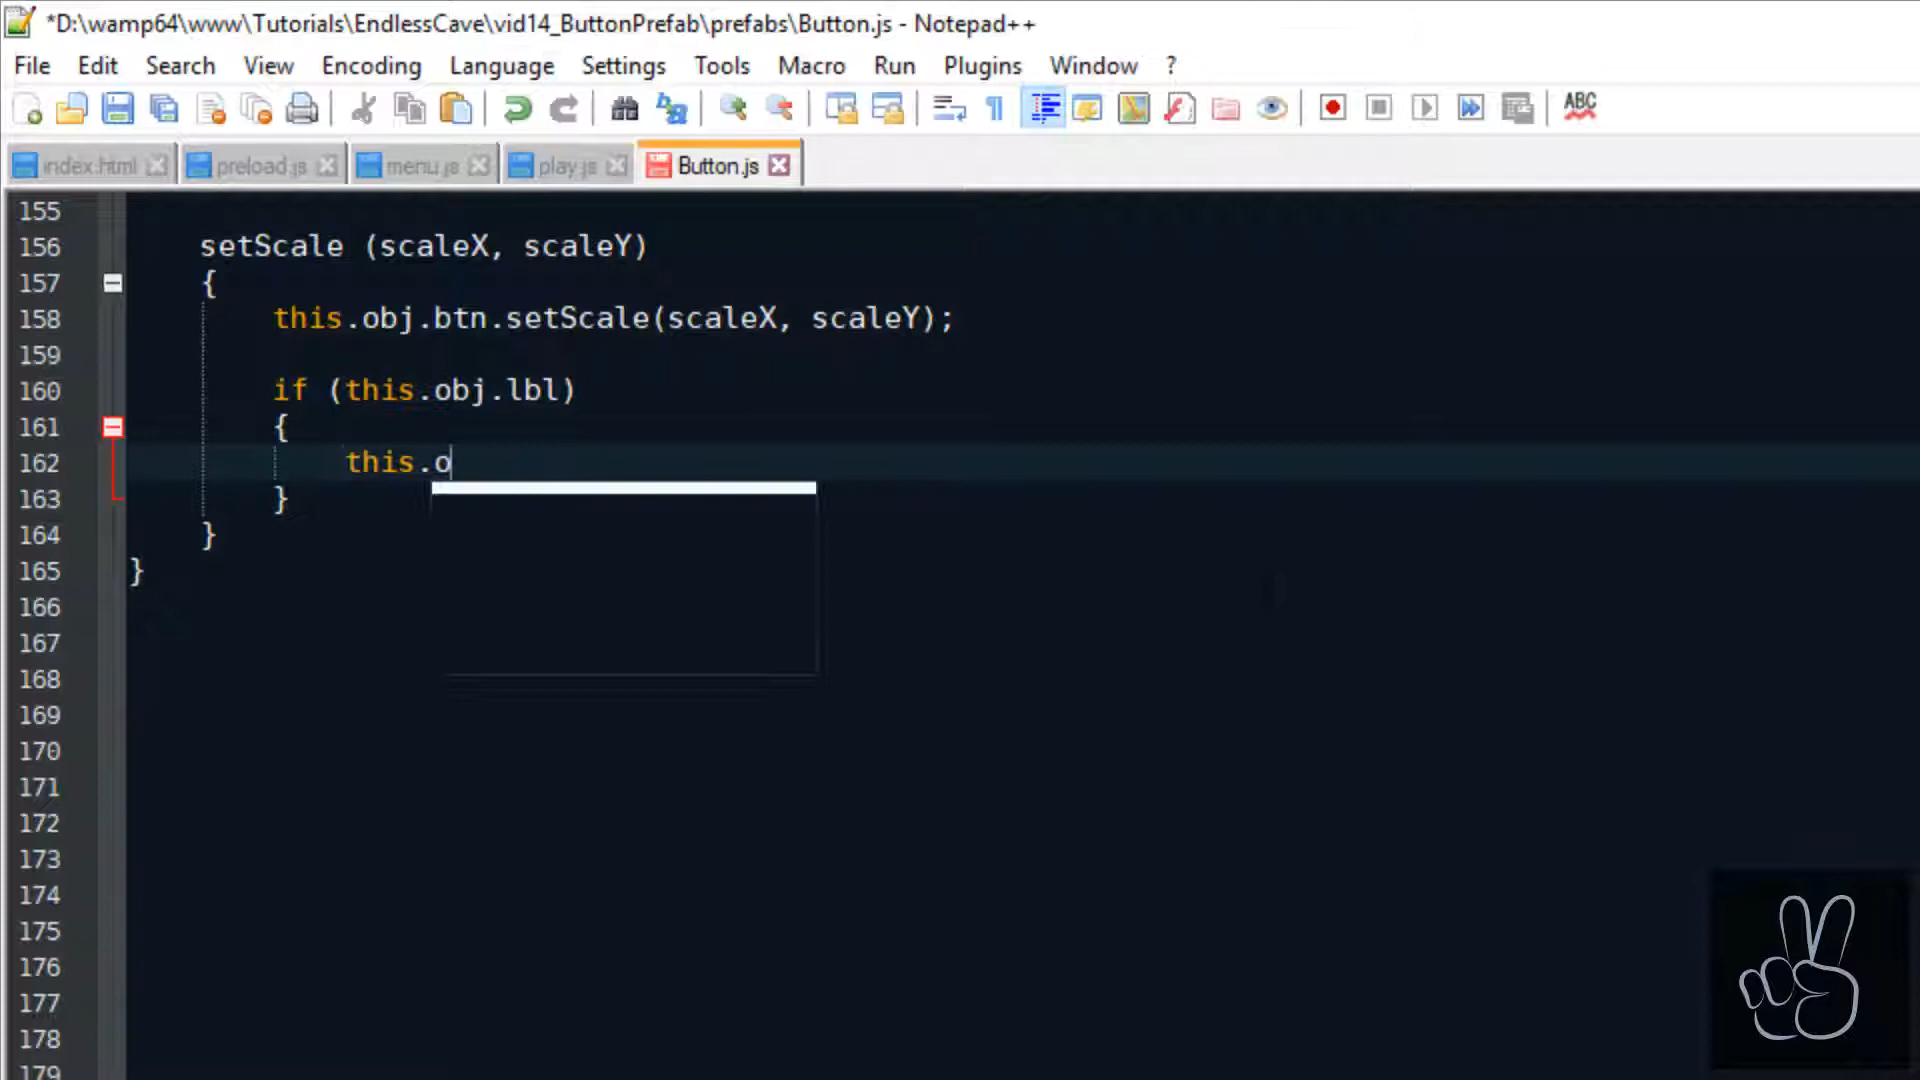 *D:\wamp64\www\Tutorials\EndlessCave\vid14_ButtonPrefab\prefabs\Button.js - Notepad++
File Edit Search View Encoding Language Settings Tools Macro Run Plugins Window ?
ABC
index.html preload.js menu.js play.js Button.js
155
156 setScale (scaleX, scaleY)
157 {
158 this.obj.btn.setScale(scaleX, scaleY);
159
160 if (this.obj.lbl)
161 {
162 this.o
163 }
164 }
165 }
166
167
168
169
170
171
172
173
174
175
176
177
178
179